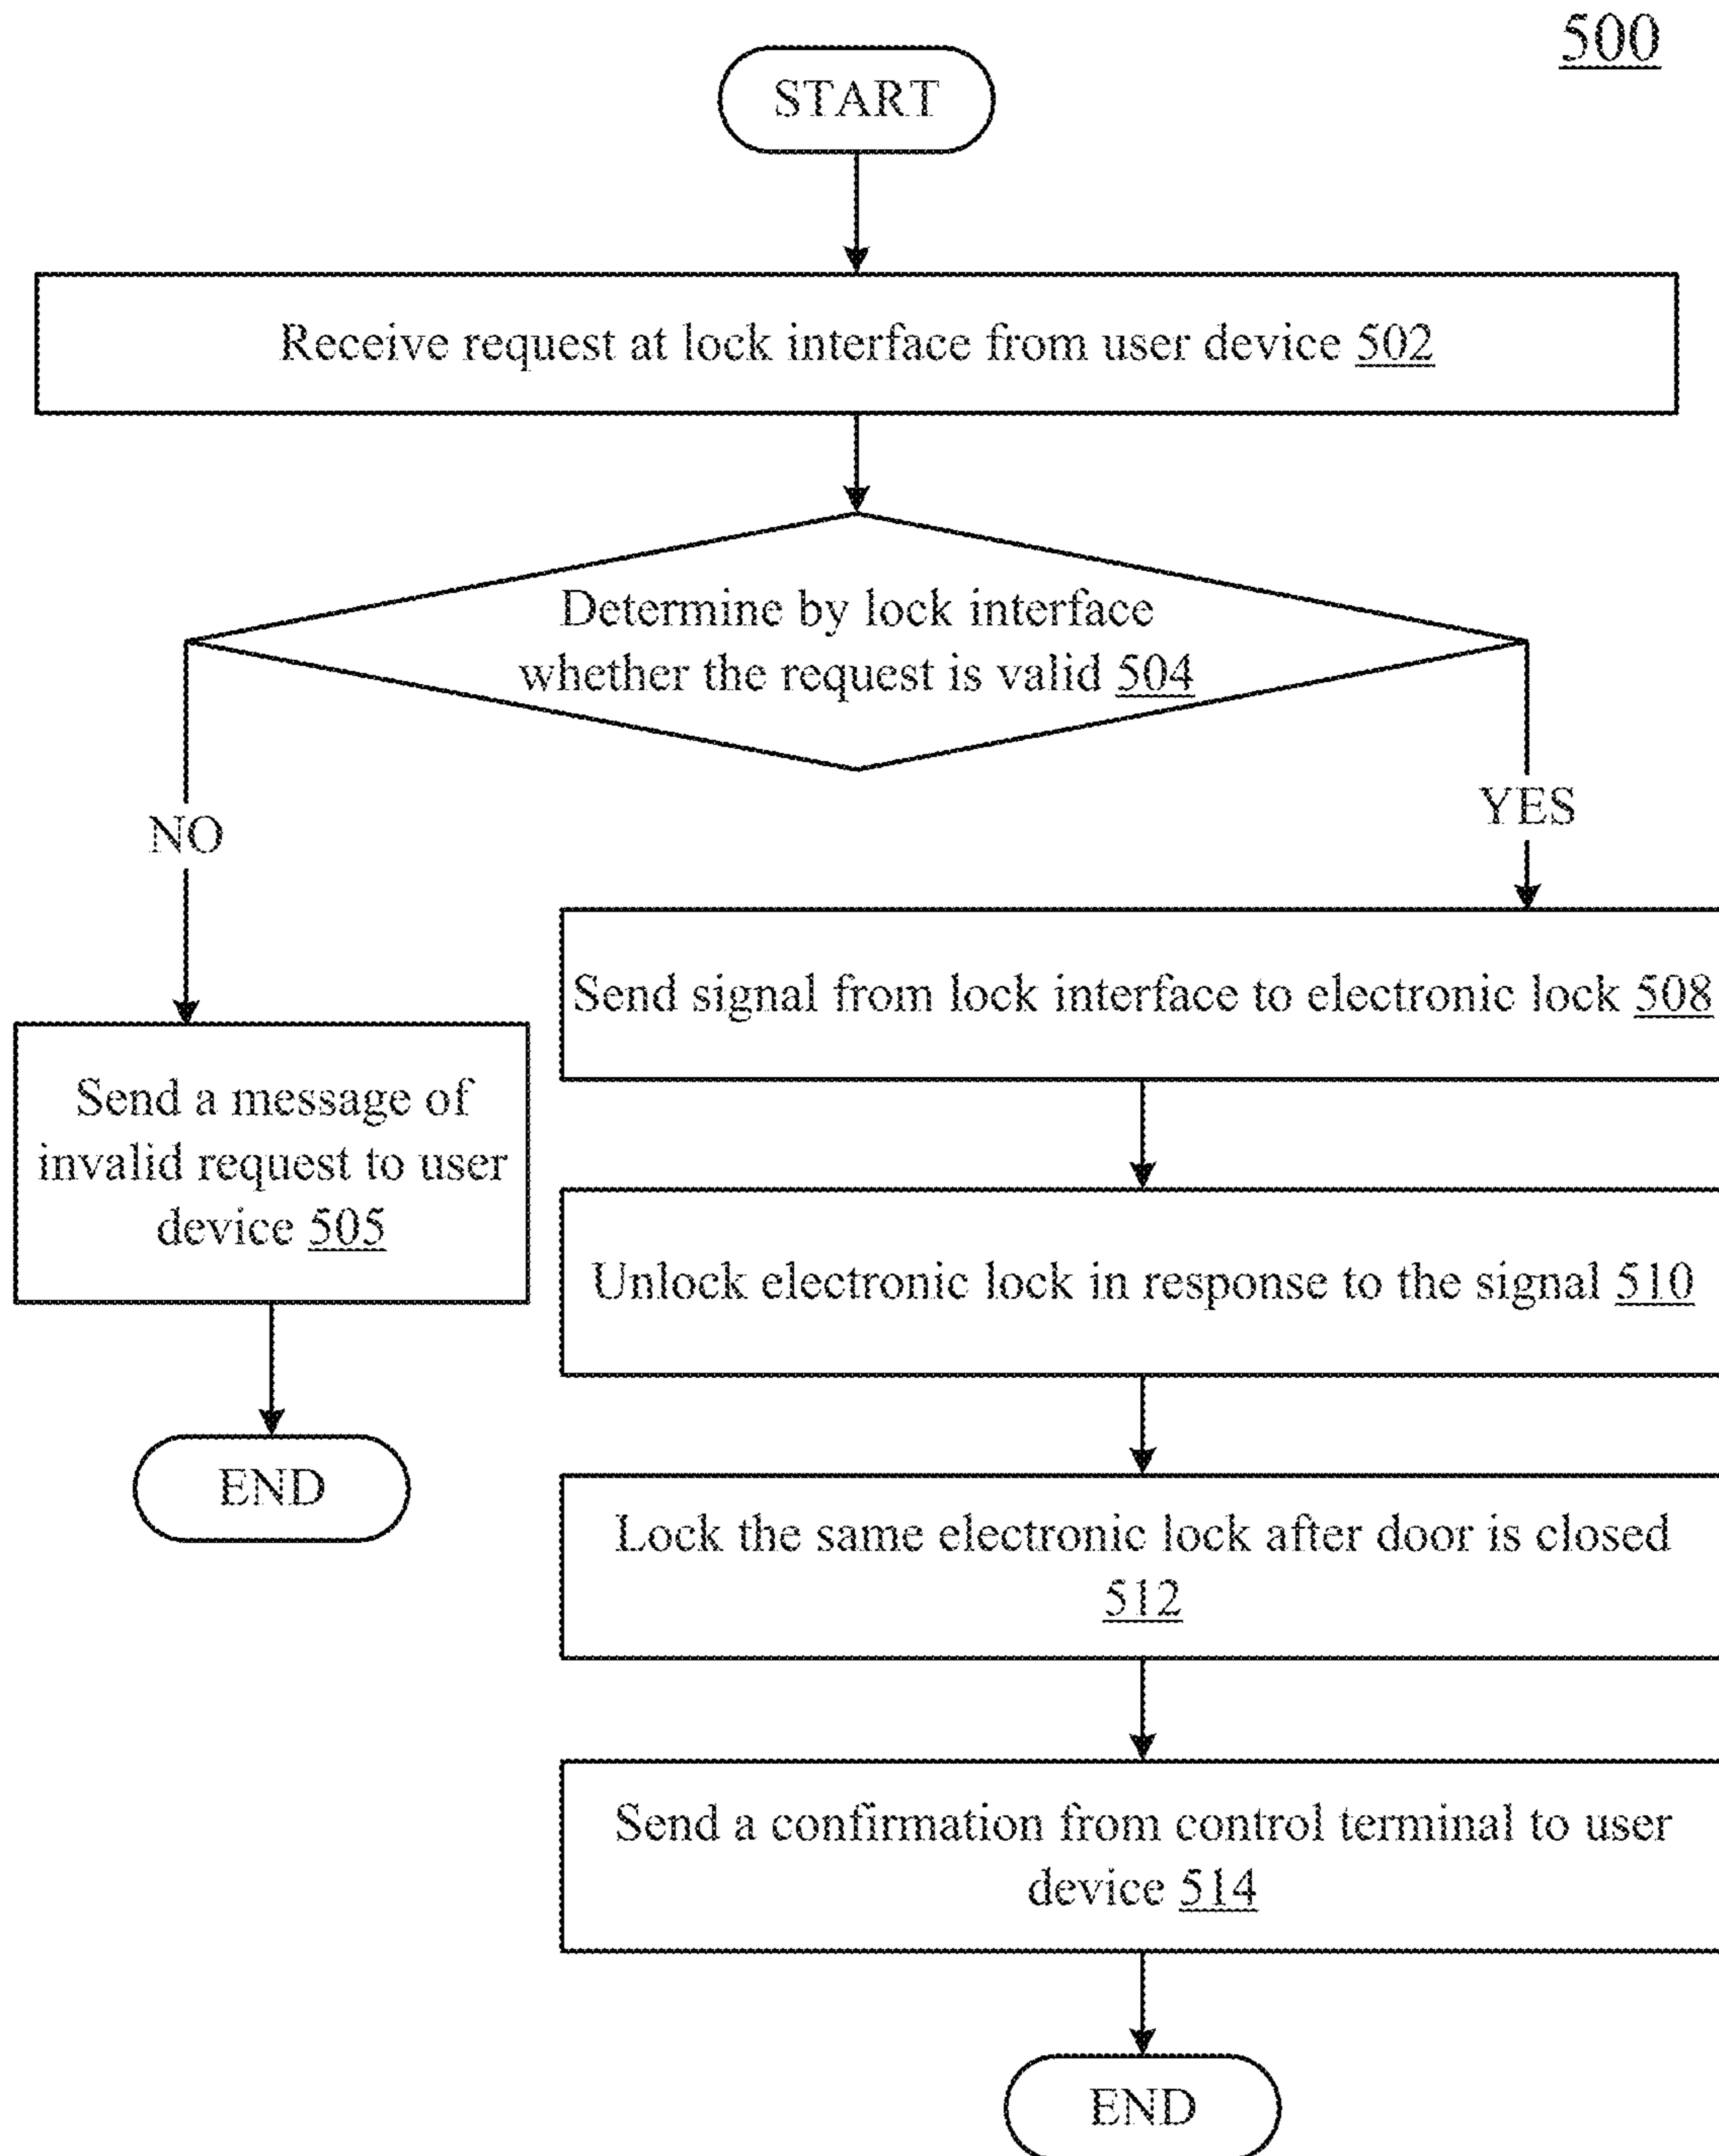 500
START
Receive request at lock interface from user device 502
Determine by lock interface
whether the request is valid 504
NO
YES
Send signal from lock interface to electronic lock 508
Send a message of
invalid request to user
device 505
Unlock electronic lock in response to the signal 510
END
Lock the same electronic lock after door is closed
512
Send a confirmation from control terminal to user
device 514
END